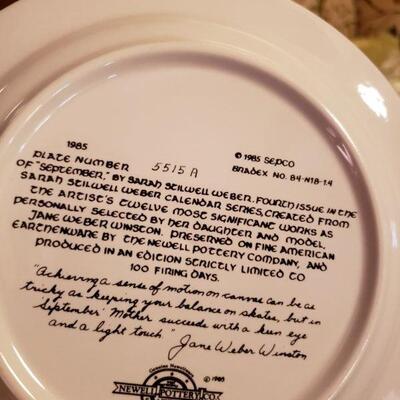 1985
© 1985 SEPCO
PLATE NUMBER 5515A
BRADEX NO. 84-N18-1.4
OF "SEPTEMBER," BY SARAH STILWELL WEBER. FOURTH ISSUE IN THE
SARAH STILWELL WEBER CALENDAR SERIES, CREATED FROM
THE ARTIST'S TWELVE MOST SIGNIFICANT WORKS AS
PERSONALLY SELECTED BY HER DAUGHTER AND MODEL,
JANE WEBER WINSTON. PRESERVED ON FINE AMERICAN
EARTHENWARE BY THE NEWELL POTTERY COMPANY, AND
PRODUCED IN AN EDITION STRICTLY LIMITED TO
100 FIRING DAYS.
"Achieving a sense of motion on canvas can be as
tricky as keeping your balance on skates, but in
'September' Mother succeeds with a keen eye
and a light touch." Jane Weber Winston
© 1985
THE
NEWELL POTTERY CO.